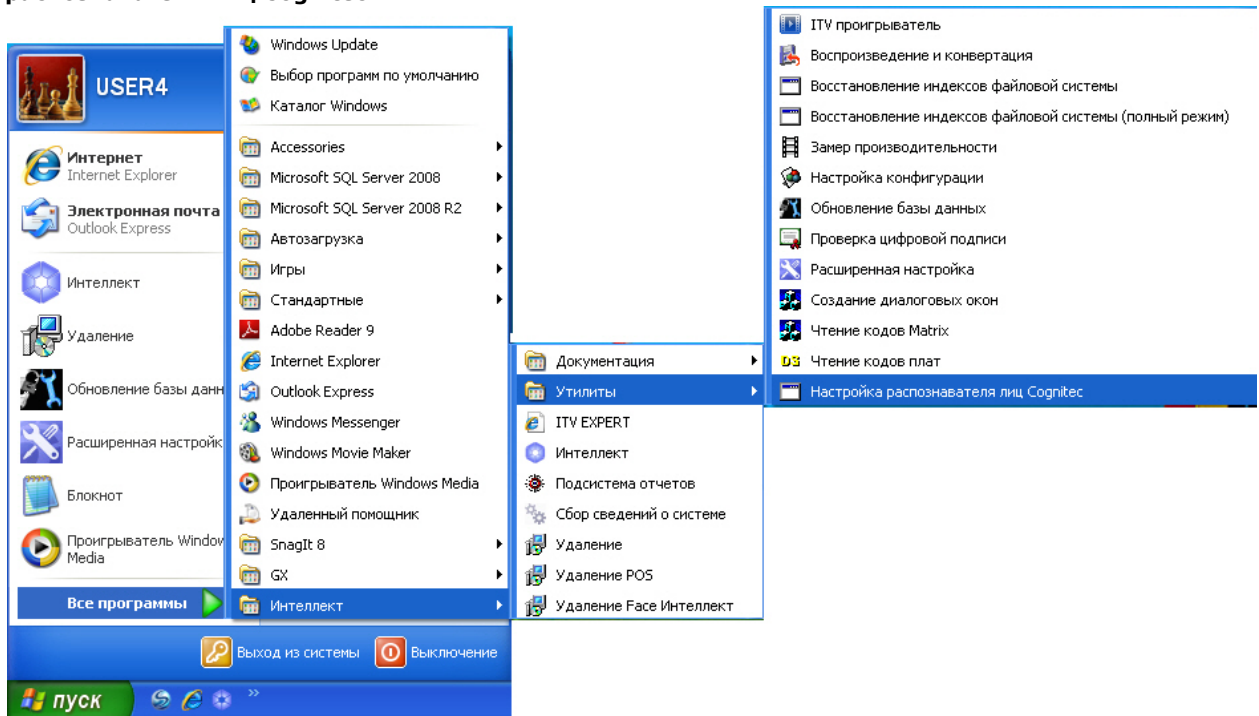 USER4
Интернет
Internet Explorer
Электронная почта
Outlook Express
Интеллект
Удаление
Обновление базы данн
Расширенная настройк
Блокнот
Проигрыватель Window
Media
Все программы
Windows Update
Выбор программ по умолчанию
Каталог Windows
Accessories
Microsoft SQL Server 2008
Microsoft SQL Server 2008 R2
Автозагрузка
Игры
Стандартные
Adobe Reader 9
Internet Explorer
Outlook Express
Windows Messenger
Windows Movie Maker
Проигрыватель Windows Media
Удаленный помощник
SnagIt 8
GX
Интеллект
Документация
Утилиты
ITV EXPERT
Интеллект
Подсистема отчетов
Сбор сведений о системе
Удаление
Удаление POS
Удаление Face Интеллект
ITV проигрыватель
Воспроизведение и конвертация
Восстановление индексов файловой системы
Восстановление индексов файловой системы (полный режим)
Замер производительности
Настройка конфигурации
Обновление базы данных
Проверка цифровой подписи
Расширенная настройка
Создание диалоговых окон
Чтение кодов Matrix
Чтение кодов плат
Настройка распознавателя лиц Cognitec
Выход из системы
Выключение
пуск